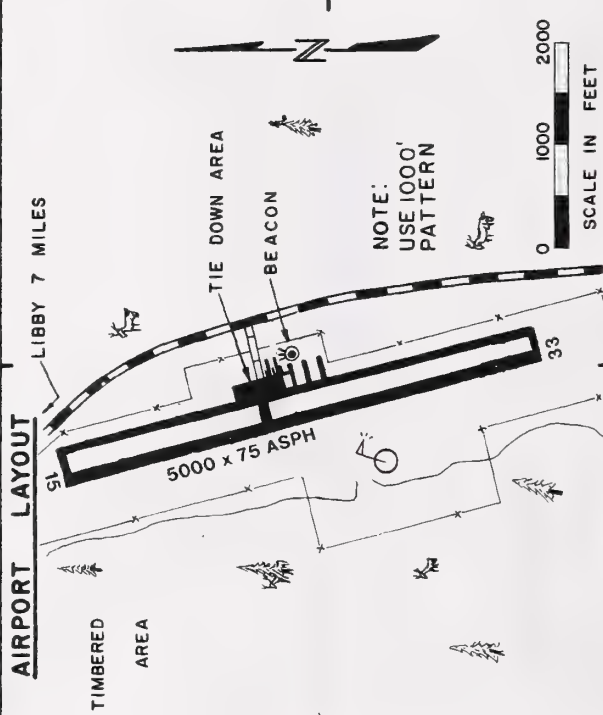 AIRPORT LAYOUT
LIBBY 7 MILES
N
TIMBERED
AREA
15
5000 x 75 ASPH
TIE DOWN AREA
BEACON
NOTE:
USE 1000'
PATTERN
33
0 1000 2000
SCALE IN FEET